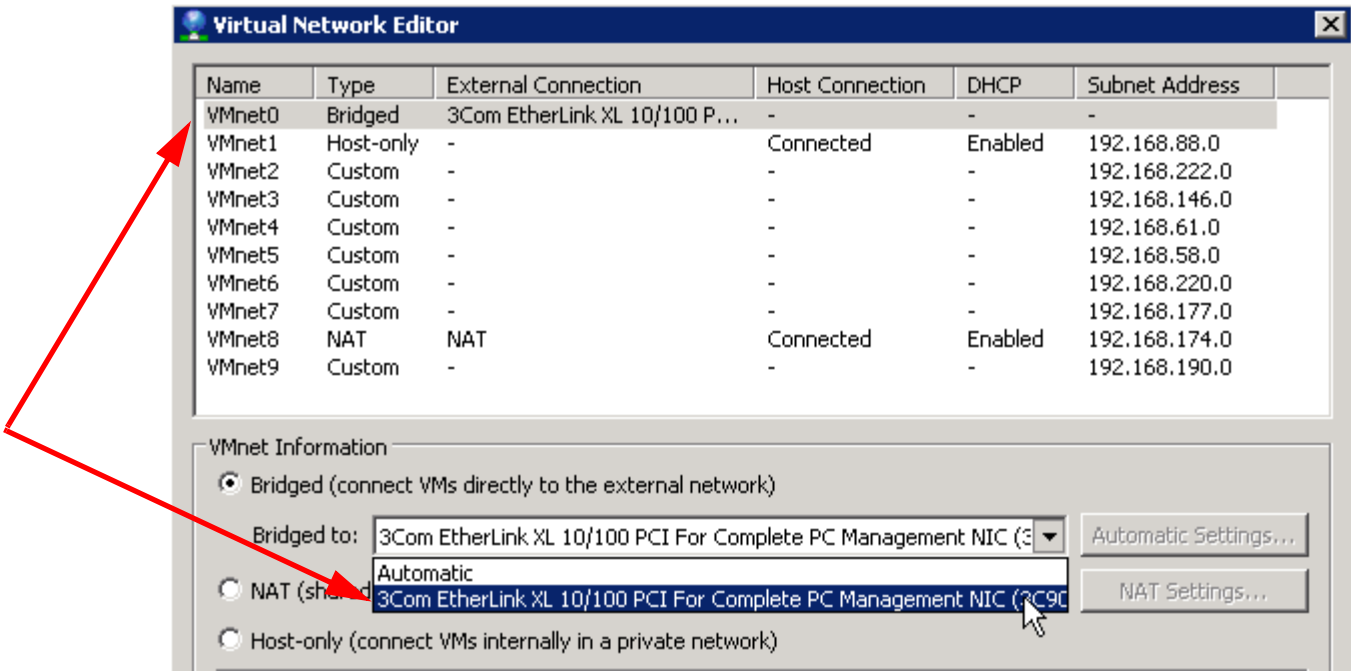 Virtual Network Editor
Name Type External Connection Host Connection DHCP Subnet Address
VMnet0 Bridged 3Com EtherLink XL 10/100 P... - - -
VMnet1 Host-only - Connected Enabled 192.168.88.0
VMnet2 Custom - - - 192.168.222.0
VMnet3 Custom - - - 192.168.146.0
VMnet4 Custom - - - 192.168.61.0
VMnet5 Custom - - - 192.168.58.0
VMnet6 Custom - - - 192.168.220.0
VMnet7 Custom - - - 192.168.177.0
VMnet8 NAT NAT Connected Enabled 192.168.174.0
VMnet9 Custom - - - 192.168.190.0
VMnet Information
Bridged (connect VMs directly to the external network)
Bridged to: 3Com EtherLink XL 10/100 PCI For Complete PC Management NIC (3 Automatic Settings...
Automatic
NAT (shared 3Com EtherLink XL 10/100 PCI For Complete PC Management NIC (3C90 NAT Settings...
Host-only (connect VMs internally in a private network)